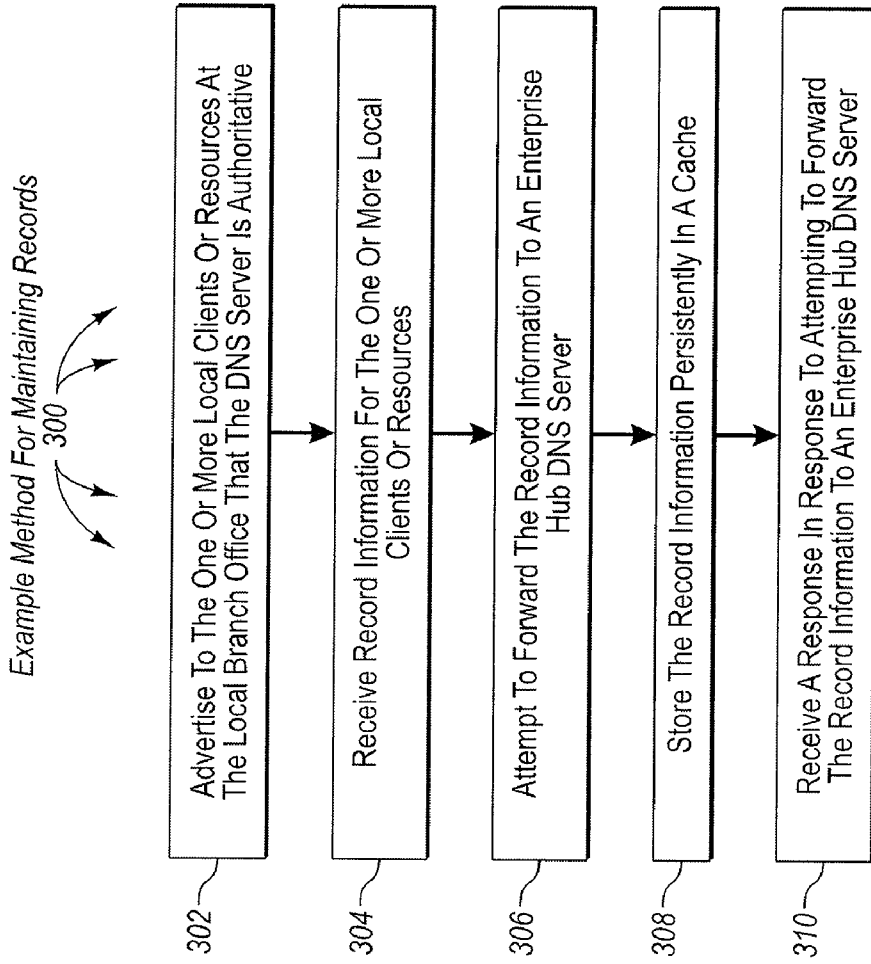 Example Method For Maintaining Records
300
302
Advertise To The One Or More Local Clients Or Resources At
The Local Branch Office That The DNS Server Is Authoritative
304
Receive Record Information For The One Or More Local
Clients Or Resources
306
Attempt To Forward The Record Information To An Enterprise
Hub DNS Server
308
Store The Record Information Persistently In A Cache
310
Receive A Response In Response To Attempting To Forward
The Record Information To An Enterprise Hub DNS Server